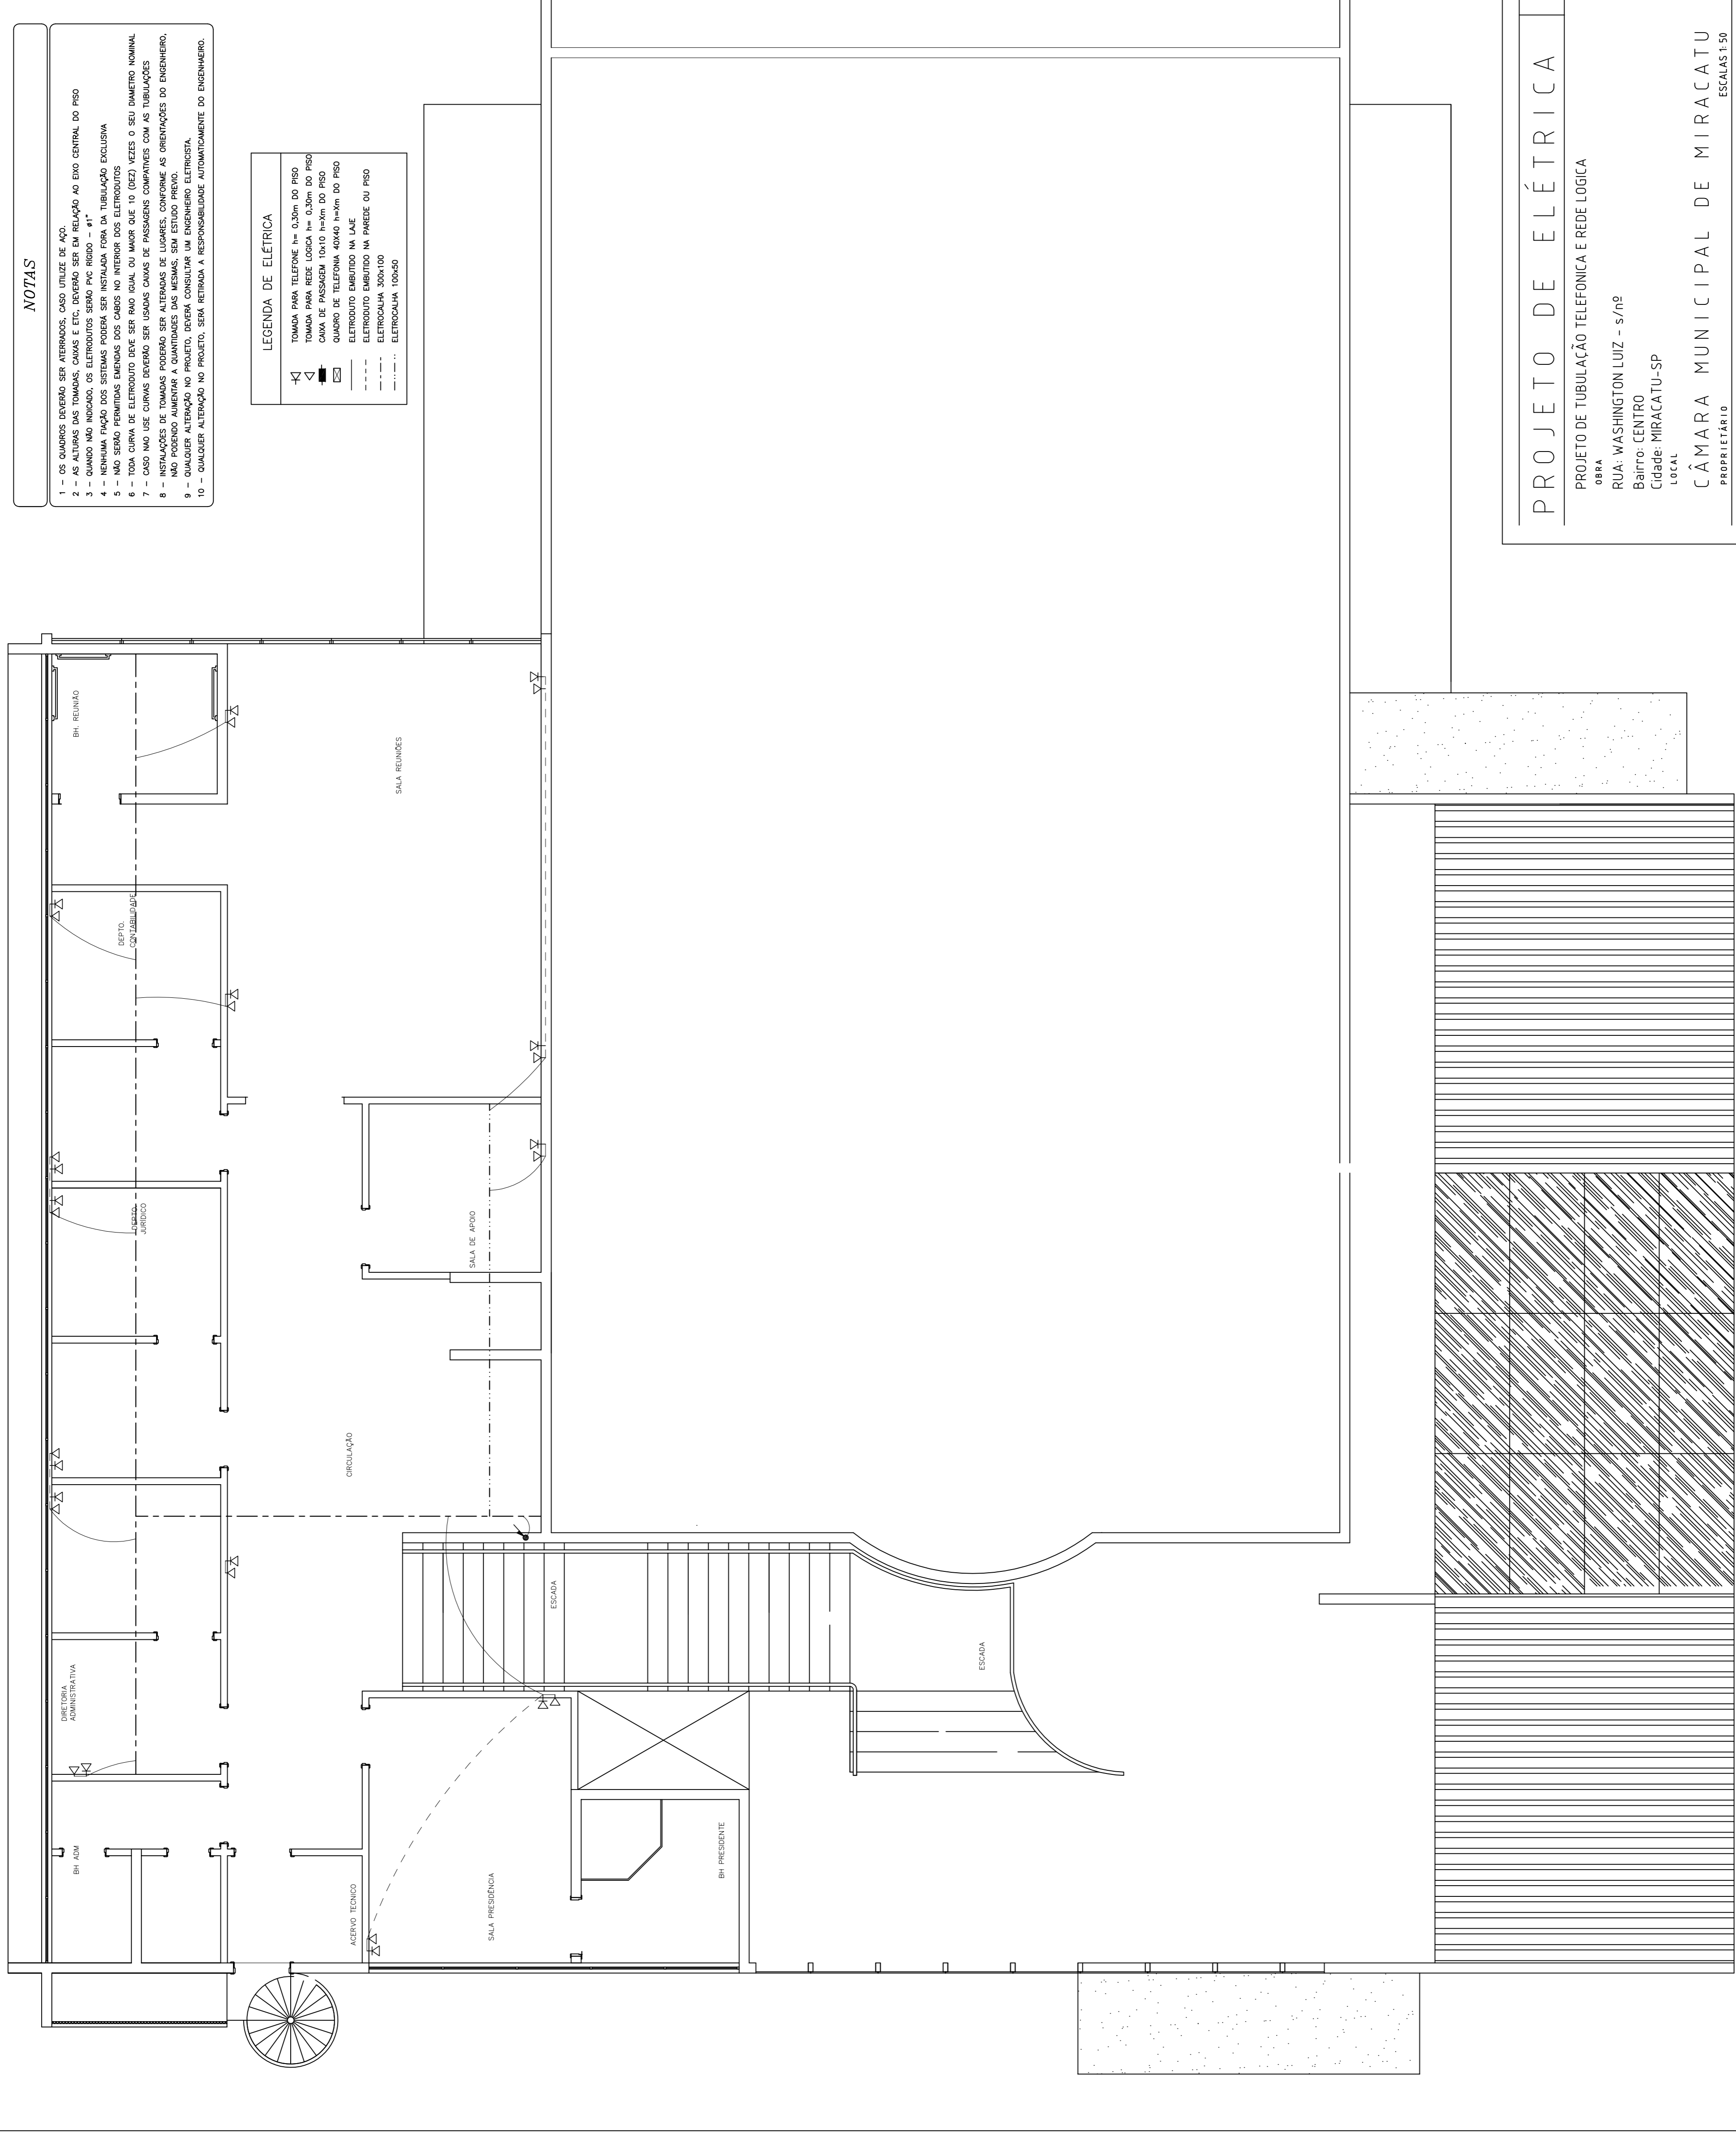 NOTAS
1 – OS QUADROS DEVERÃO SER ATERRADOS, CASO UTILIZE DE AÇO.
2 – AS ALTURAS DAS TOMADAS, CAIXAS E ETC, DEVERÃO SER EM RELAÇÃO AO EIXO CENTRAL DO PISO
3 – QUANDO NÃO INDICADO, OS ELETRODUTOS SERÃO PVC RIGIDO – ø1"
4 – NENHUMA FIAÇÃO DOS SISTEMAS PODERÁ SER INSTALADA FORA DA TUBULAÇÃO EXCLUSIVA
5 – NÃO SERÃO PERMITIDAS EMENDAS DOS CABOS NO INTERIOR DOS ELETRODUTOS
6 – TODA CURVA DE ELETRODUTO DEVE SER RAIO IGUAL OU MAIOR QUE 10 (DEZ) VEZES O SEU DIAMETRO NOMINAL
7 – CASO NAO USE CURVAS DEVERÃO SER USADAS CAIXAS DE PASSAGENS COMPATIVEIS COM AS TUBULAÇÕES
8 – INSTALAÇÕES DE TOMADAS PODERÃO SER ALTERADAS DE LUGARES, CONFORME AS ORIENTAÇÕES DO ENGENHEIRO,
NÃO PODENDO AUMENTAR A QUANTIDADES DAS MESMAS, SEM ESTUDO PREVIO.
9 – QUALQUER ALTERAÇÃO NO PROJETO, DEVERÁ CONSULTAR UM ENGENHEIRO ELETRICISTA.
10 – QUALQUER ALTERAÇÃO NO PROJETO, SERÁ RETIRADA A RESPONSABILIDADE AUTOMATICAMENTE DO ENGENHAEIRO.
LEGENDA DE ELÉTRICA
TOMADA PARA TELEFONE h= 0,30m DO PISO
TOMADA PARA REDE LOGICA h= 0,30m DO PISO
CAIXA DE PASSAGEM 10x10 h=Xm DO PISO
QUADRO DE TELEFONIA 40X40 h=Xm DO PISO
ELETRODUTO EMBUTIDO NA LAJE
ELETRODUTO EMBUTIDO NA PAREDE OU PISO
ELETROCALHA 300x100
ELETROCALHA 100x50
BH. REUNIÃO
SALA REUNIÕES
DEPTO.
CONTABILIDADE
DEPTO.
JURIDICO
SALA DE APOIO
CIRCULAÇÃO
ESCADA
ESCADA
DIRETORIA
ADMINISTRATIVA
BH ADM
ACERVO TECNICO
SALA PRESIDÊNCIA
BH PRESIDENTE
PROJETO DE ELÉTRICA
PROJETO DE TUBULAÇÃO TELEFONICA E REDE LOGICA
OBRA
RUA: WASHINGTON LUIZ - s/nº
Bairro: CENTRO
Cidade: MIRACATU-SP
LOCAL
CÂMARA MUNICIPAL DE MIRACATU
PROPRIETÁRIO
ESCALAS 1: 50